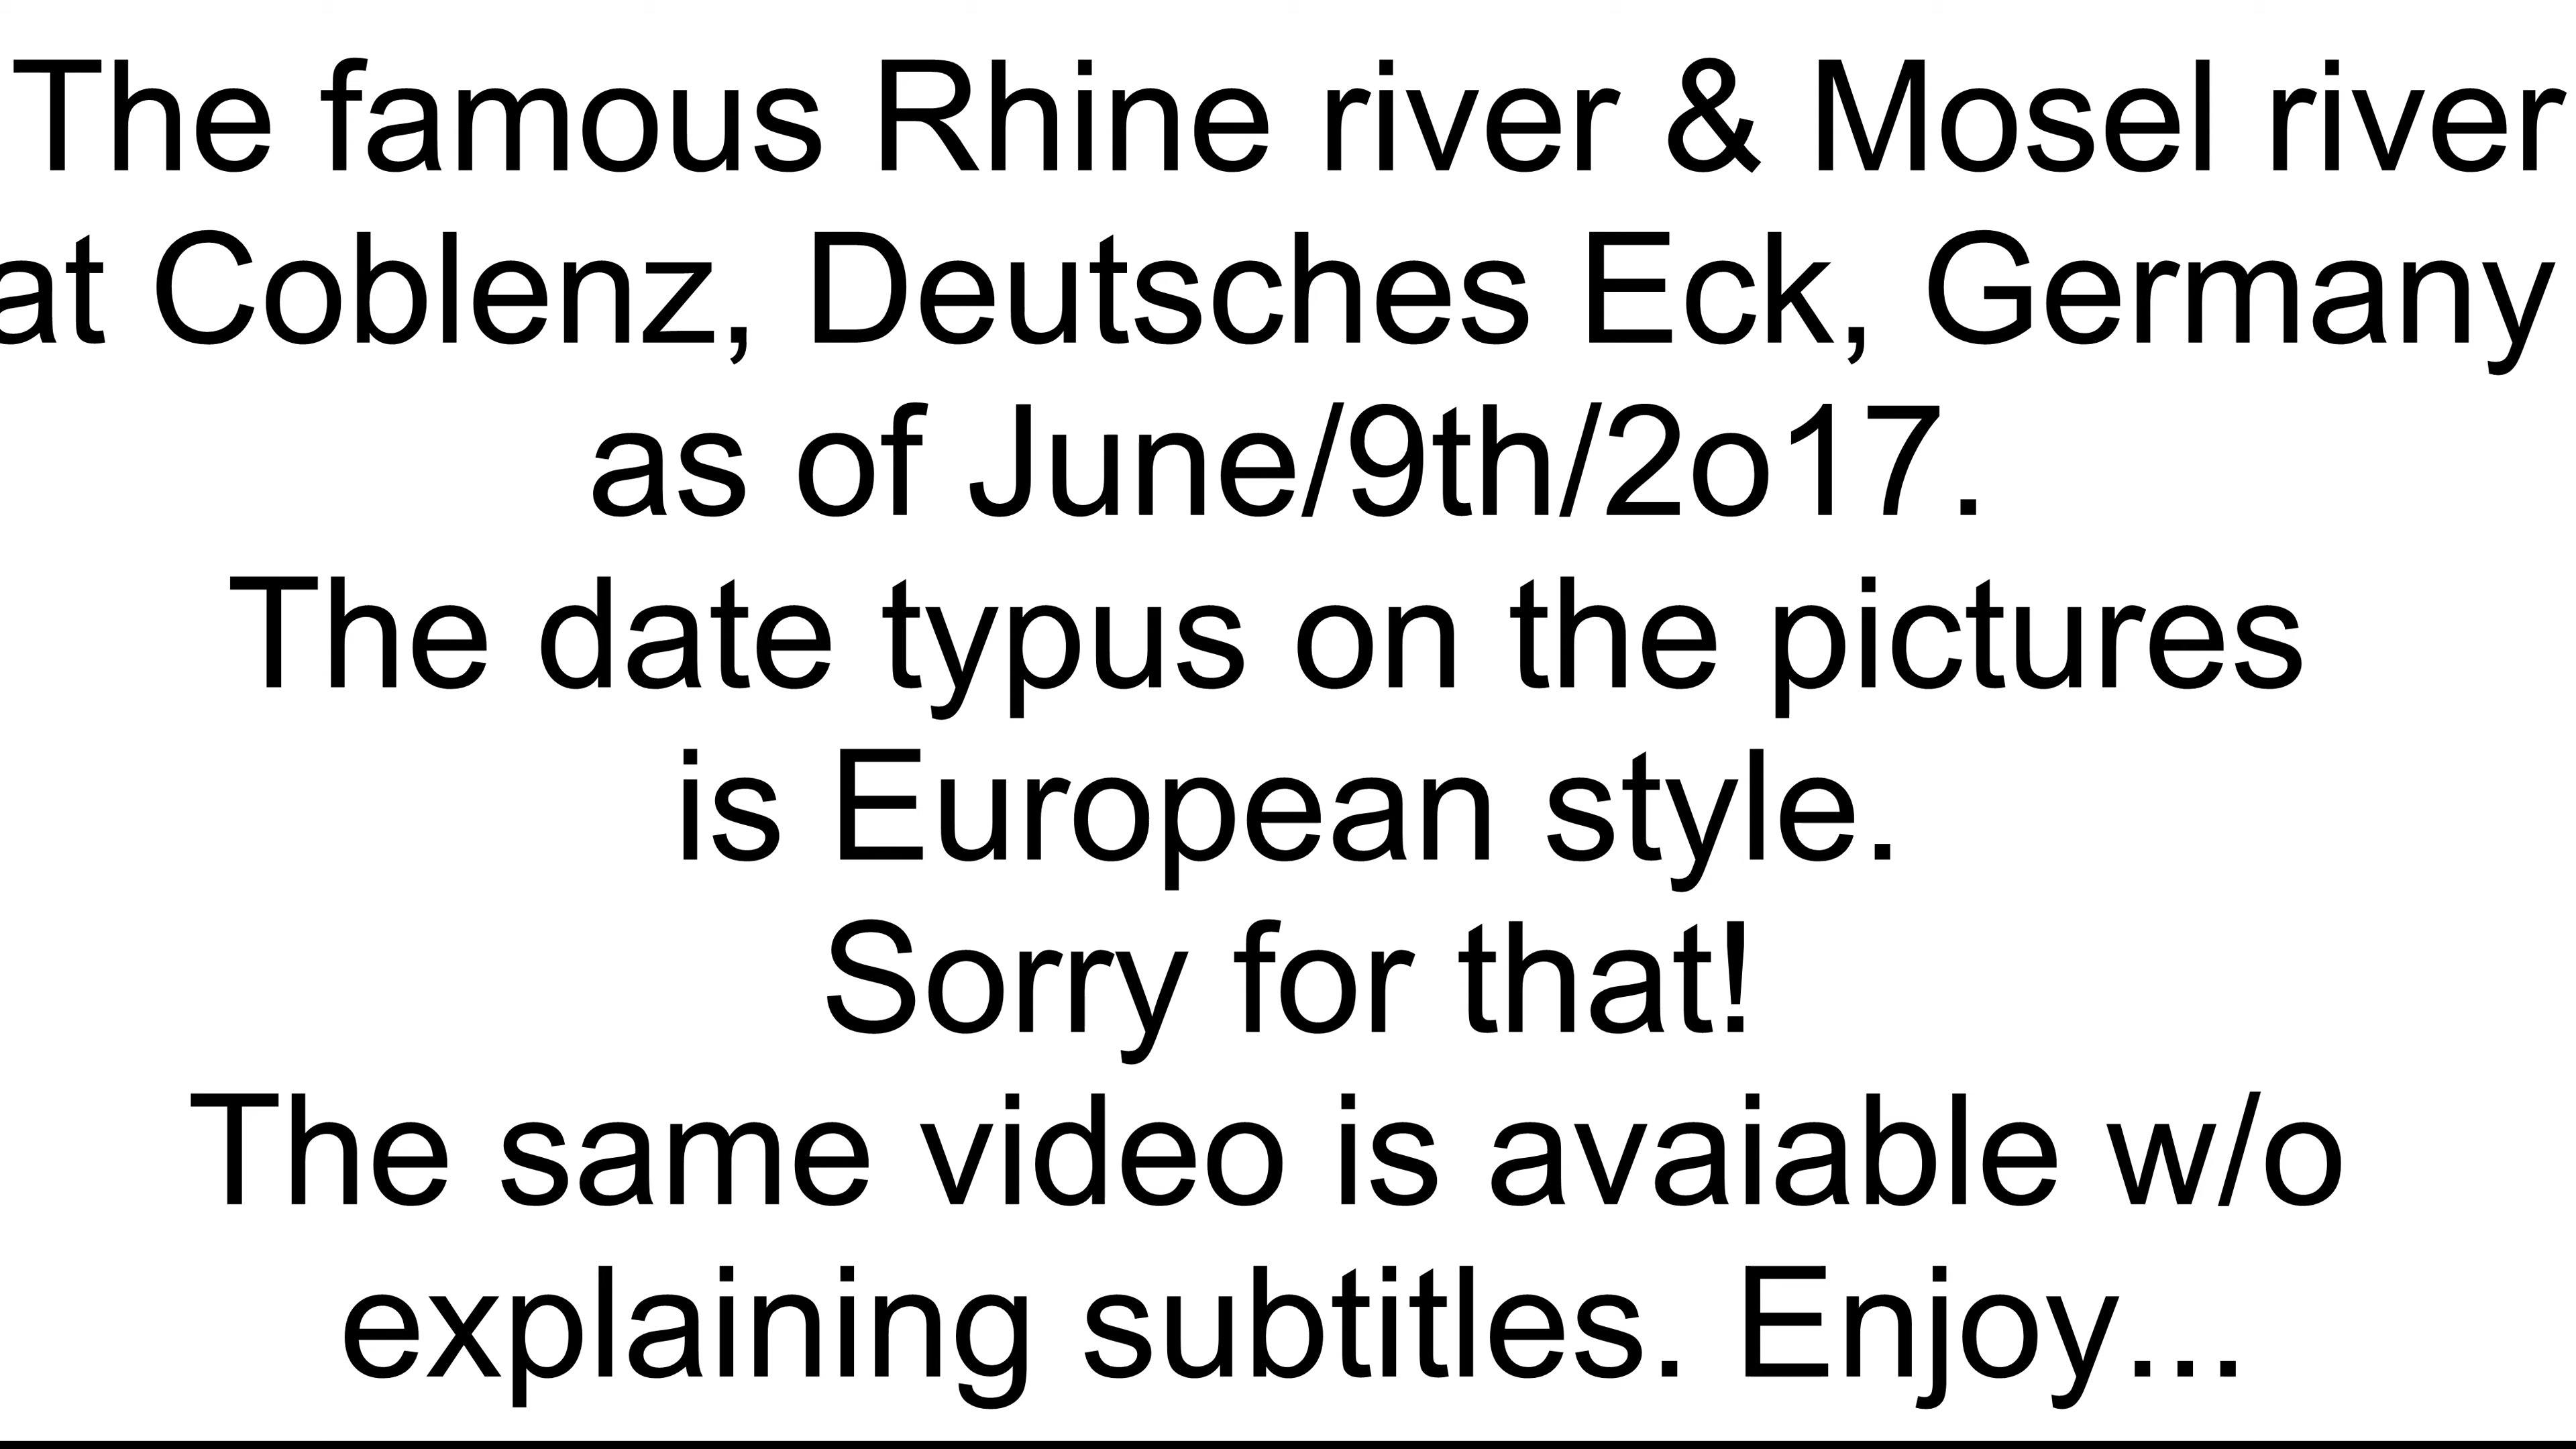 The famous Rhine river & Mosel river
at Coblenz, Deutsches Eck, Germany
as of June/9th/2o17.
The date typus on the pictures
is European style.
Sorry for that!
The same video is avaiable w/o
explaining subtitles. Enjoy...